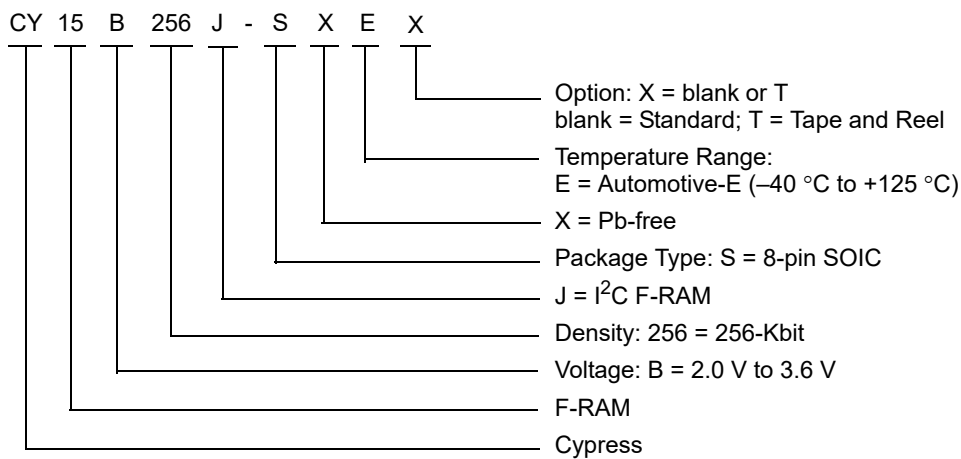 CY 15 B 256 J - S X E X
Option: X = blank or T
blank = Standard; T = Tape and Reel
Temperature Range:
E = Automotive-E (–40 °C to +125 °C)
X = Pb-free
Package Type: S = 8-pin SOIC
J = I²C F-RAM
Density: 256 = 256-Kbit
Voltage: B = 2.0 V to 3.6 V
F-RAM
Cypress